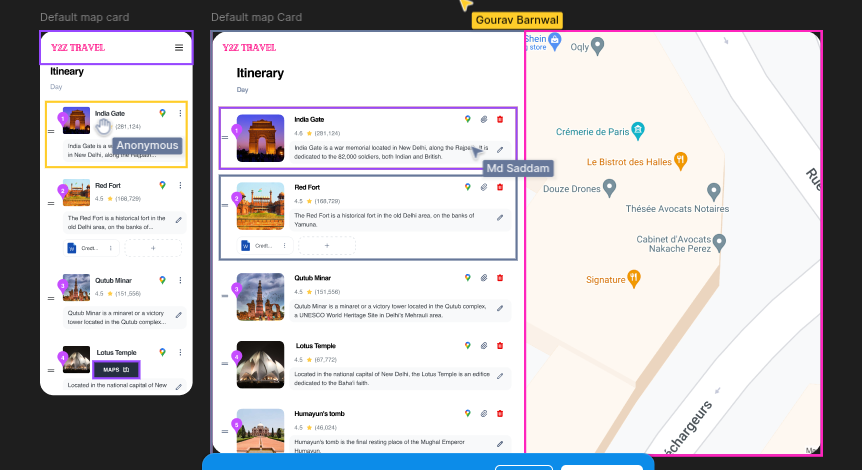 Default map card
Y2Z TRAVEL
Itineary
Day
1
India Gate
(281,124)
India Gate is a
in New Delhi, along the Rajpath...
Anonymous
2
Red Fort
4.5 (168,729)
The Red Fort is a historical fort in the
old Delhi area, on the banks of...
W Credt...
+
3
Qutub Minar
4.5 (151,556)
Qutub Minar is a minaret or a victory
tower located in the Qutub complex...
4
Lotus Temple
MAPS
Located in the national capital of New
Default map Card
Gourav Barnwal
Y2Z TRAVEL
Itinerary
Day
1
India Gate
4.6 (281,124)
India Gate is a war memorial located in New Delhi, along the Rajpath. It is
dedicated to the 82,000 soldiers, both Indian and British.
Md Saddam
2
Red Fort
4.5 (168,729)
The Red Fort is a historical fort in the old Delhi area, on the banks of
Yamuna.
W Credt...
+
3
Qutub Minar
4.5 (151,556)
Qutub Minar is a minaret or a victory tower located in the Qutub complex,
a UNESCO World Heritage Site in Delhi's Mehrauli area.
4
Lotus Temple
4.5 (67,772)
Located in the national capital of New Delhi, the Lotus Temple is an edifice
dedicated to the Baha'i faith.
5
Humayun's tomb
4.5 (46,024)
Humayun's tomb is the final resting place of the Mughal Emperor
Humayun.
Shein
store
Oqly
Crémerie de Paris
Le Bistrot des Halles
Douze Drones
Thésée Avocats Notaires
Cabinet d'Avocats
Nakache Perez
Signature
Rue
échargeurs